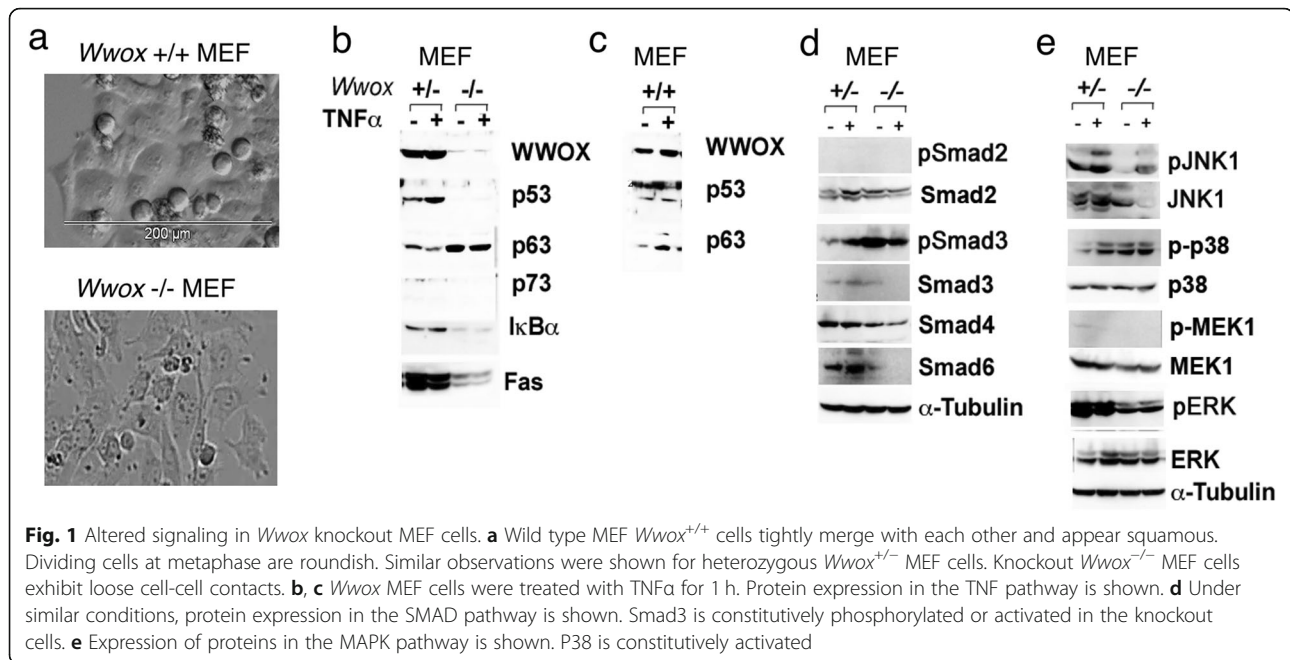 a
Wwox +/+ MEF
200 µm
Wwox -/- MEF
b
MEF
Wwox +/- -/-
TNFα - + - +
WWOX
p53
p63
p73
IκBα
Fas
c
MEF
+/+
- +
WWOX
p53
p63
d
MEF
+/- -/-
- + - +
pSmad2
Smad2
pSmad3
Smad3
Smad4
Smad6
α-Tubulin
e
MEF
+/- -/-
- + - +
pJNK1
JNK1
p-p38
p38
p-MEK1
MEK1
pERK
ERK
α-Tubulin
Fig. 1 Altered signaling in Wwox knockout MEF cells. a Wild type MEF Wwox+/+ cells tightly merge with each other and appear squamous.
Dividing cells at metaphase are roundish. Similar observations were shown for heterozygous Wwox+/− MEF cells. Knockout Wwox−/− MEF cells
exhibit loose cell-cell contacts. b, c Wwox MEF cells were treated with TNFα for 1 h. Protein expression in the TNF pathway is shown. d Under
similar conditions, protein expression in the SMAD pathway is shown. Smad3 is constitutively phosphorylated or activated in the knockout
cells. e Expression of proteins in the MAPK pathway is shown. P38 is constitutively activated